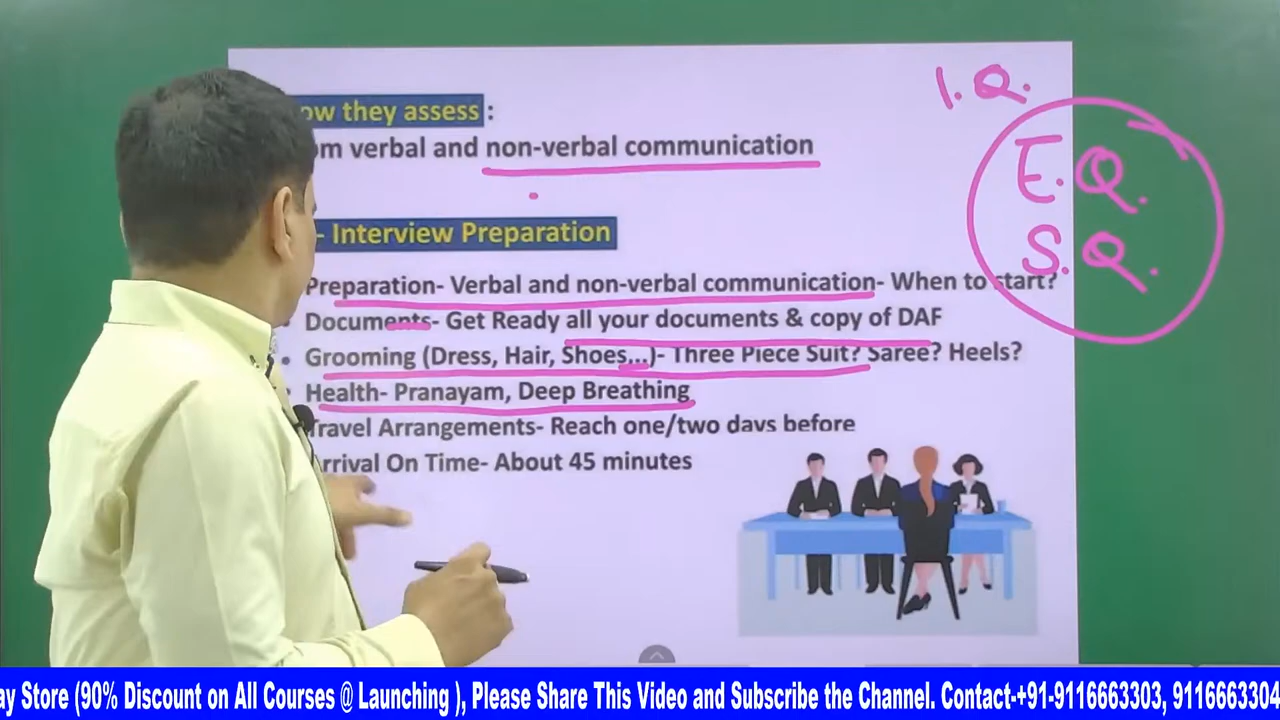 ow they assess :
om verbal and non-verbal communication
- Interview Preparation
Preparation- Verbal and non-verbal communication- When to start?
• Documents- Get Ready all your documents & copy of DAF
• Grooming (Dress, Hair, Shoes,..)- Three Piece Suit? Saree? Heels?
• Health- Pranayam, Deep Breathing
Travel Arrangements- Reach one/two days before
rrival On Time- About 45 minutes
I.Q.
E.Q.
S.Q.
ay Store (90% Discount on All Courses @ Launching ), Please Share This Video and Subscribe the Channel. Contact-+91-9116663303, 9116663304